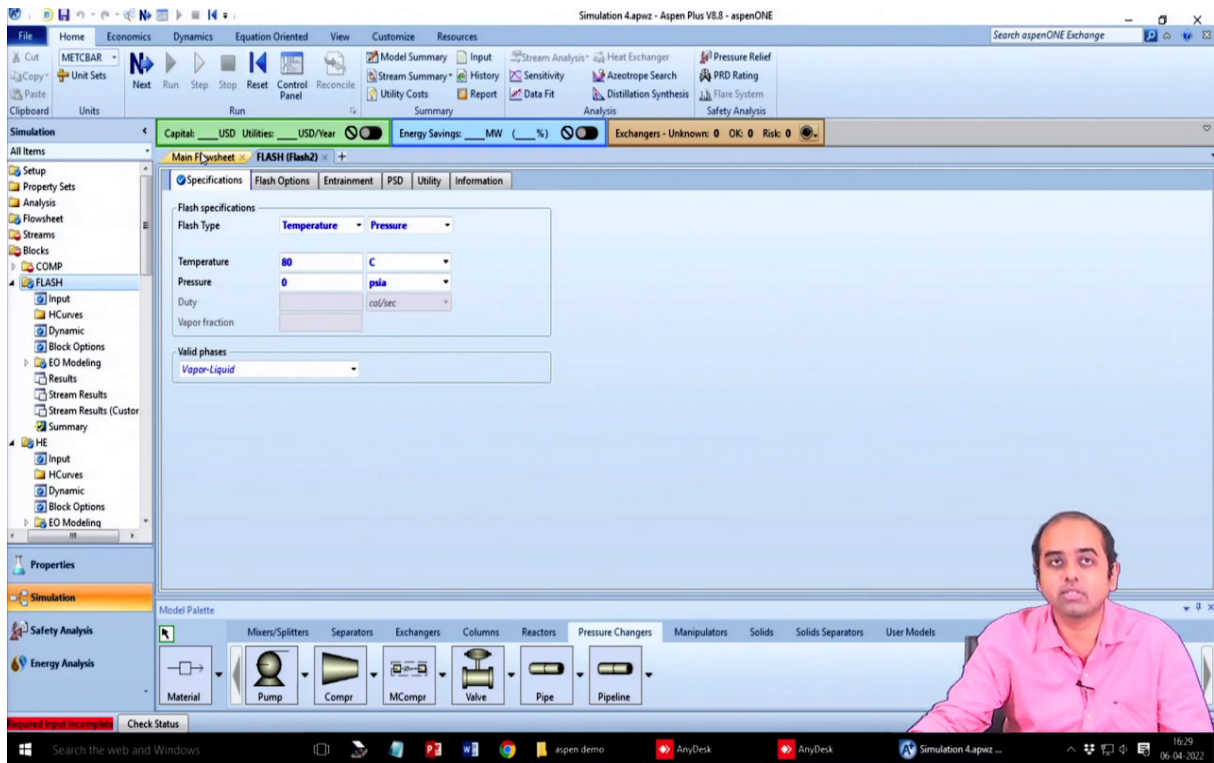 Simulation 4.apwz - Aspen Plus V8.8 - aspenONE
File Home Economics Dynamics Equation Oriented View Customize Resources Search aspenONE Exchange
Cut METCBAR Model Summary Input Stream Analysis Heat Exchanger Pressure Relief
Copy Unit Sets Next Run Step Stop Reset Control Panel Reconcile Stream Summary History Sensitivity Azeotrope Search PRD Rating
Paste Utility Costs Report Data Fit Distillation Synthesis Flare System
Clipboard Units Run Summary Analysis Safety Analysis
Simulation Capital: ____USD Utilities: ____USD/Year Energy Savings: ____MW (____%) Exchangers - Unknown: 0 OK: 0 Risk: 0
All Items
Main Flowsheet FLASH (Flash2) +
Specifications Flash Options Entrainment PSD Utility Information
Setup
Property Sets
Analysis
Flowsheet
Streams
Blocks
COMP
FLASH
Input
HCurves
Dynamic
Block Options
EO Modeling
Results
Stream Results
Stream Results (Custor
Summary
HE
Input
HCurves
Dynamic
Block Options
EO Modeling
Flash specifications
Flash Type Temperature Pressure
Temperature 80 C
Pressure 0 psia
Duty cal/sec
Vapor fraction
Valid phases
Vapor-Liquid
Properties
Simulation
Safety Analysis
Energy Analysis
Model Palette
Mixers/Splitters Separators Exchangers Columns Reactors Pressure Changers Manipulators Solids Solids Separators User Models
Material Pump Compr MCompr Valve Pipe Pipeline
Required Input Incomplete Check Status
Search the web and Windows aspen demo AnyDesk AnyDesk Simulation 4.apwz ... 16:29
06-04-2022